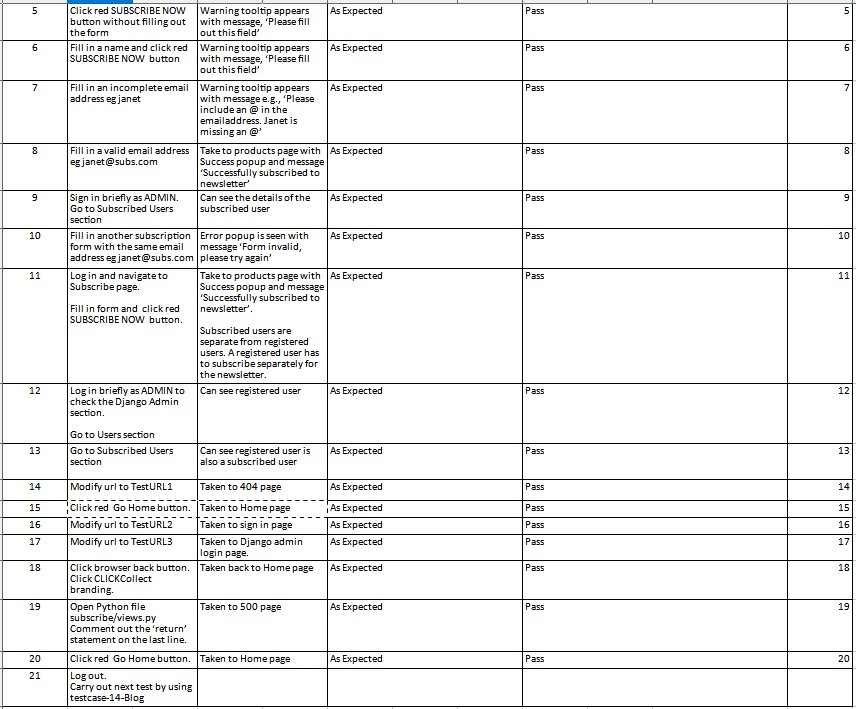 5 Click red SUBSCRIBE NOW Warning tooltip appears As Expected Pass 5
button without filling out with message, 'Please fill
the form out this field'
6 Fill in a name and click red Warning tooltip appears As Expected Pass 6
SUBSCRIBE NOW button with message, 'Please fill
out this field'
7 Fill in an incomplete email Warning tooltip appears As Expected Pass 7
address eg janet with message e.g., 'Please
include an @ in the
emailaddress. Janet is
missing an @'
8 Fill in a valid email address Take to products page with As Expected Pass 8
eg janet@subs.com Success popup and message
'Successfully subscribed to
newsletter'
9 Sign in briefly as ADMIN. Can see the details of the As Expected Pass 9
Go to Subscribed Users subscribed user
section
10 Fill in another subscription Error popup is seen with As Expected Pass 10
form with the same email message 'Form invalid,
address eg janet@subs.com please try again'
11 Log in and navigate to Take to products page with As Expected Pass 11
Subscribe page. Success popup and message
'Successfully subscribed to
Fill in form and click red newsletter'.
SUBSCRIBE NOW button.
Subscribed users are
separate from registered
users. A registered user has
to subscribe separately for
the newsletter.
12 Log in briefly as ADMIN to Can see registered user As Expected Pass 12
check the Django Admin
section.
Go to Users section
13 Go to Subscribed Users Can see registered user is As Expected Pass 13
section also a subscribed user
14 Modify url to TestURL1 Taken to 404 page As Expected Pass 14
15 Click red Go Home button. Taken to Home page As Expected Pass 15
16 Modify url to TestURL2 Taken to sign in page As Expected Pass 16
17 Modify url to TestURL3 Taken to Django admin As Expected Pass 17
login page.
18 Click browser back button. Taken back to Home page As Expected Pass 18
Click CLICKCollect
branding.
19 Open Python file Taken to 500 page As Expected Pass 19
subscribe/views.py
Comment out the 'return'
statement on the last line.
20 Click red Go Home button. Taken to Home page As Expected Pass 20
21 Log out.
Carry out next test by using
testcase-14-Blog